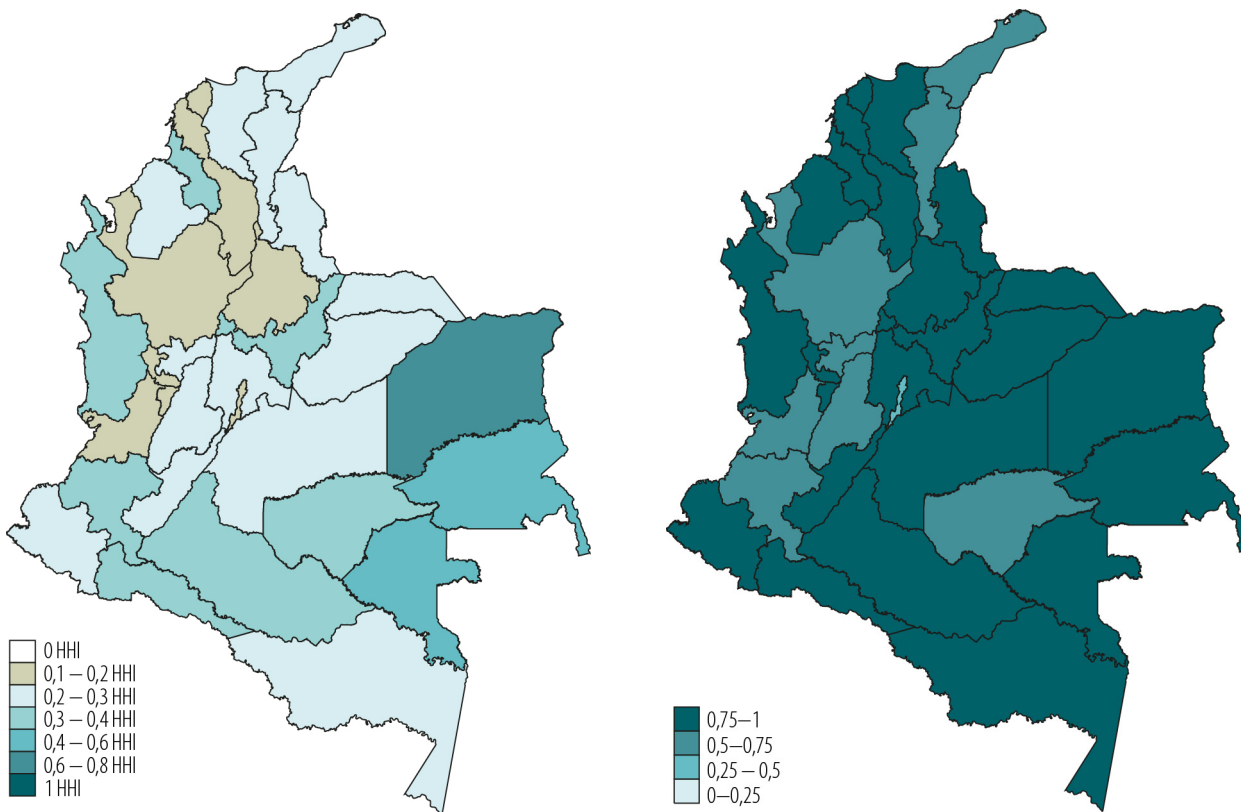 0 HHI
0,1 – 0,2 HHI
0,2 – 0,3 HHI
0,3 – 0,4 HHI
0,4 – 0,6 HHI
0,6 – 0,8 HHI
1 HHI
0,75–1
0,5–0,75
0,25 – 0,5
0–0,25